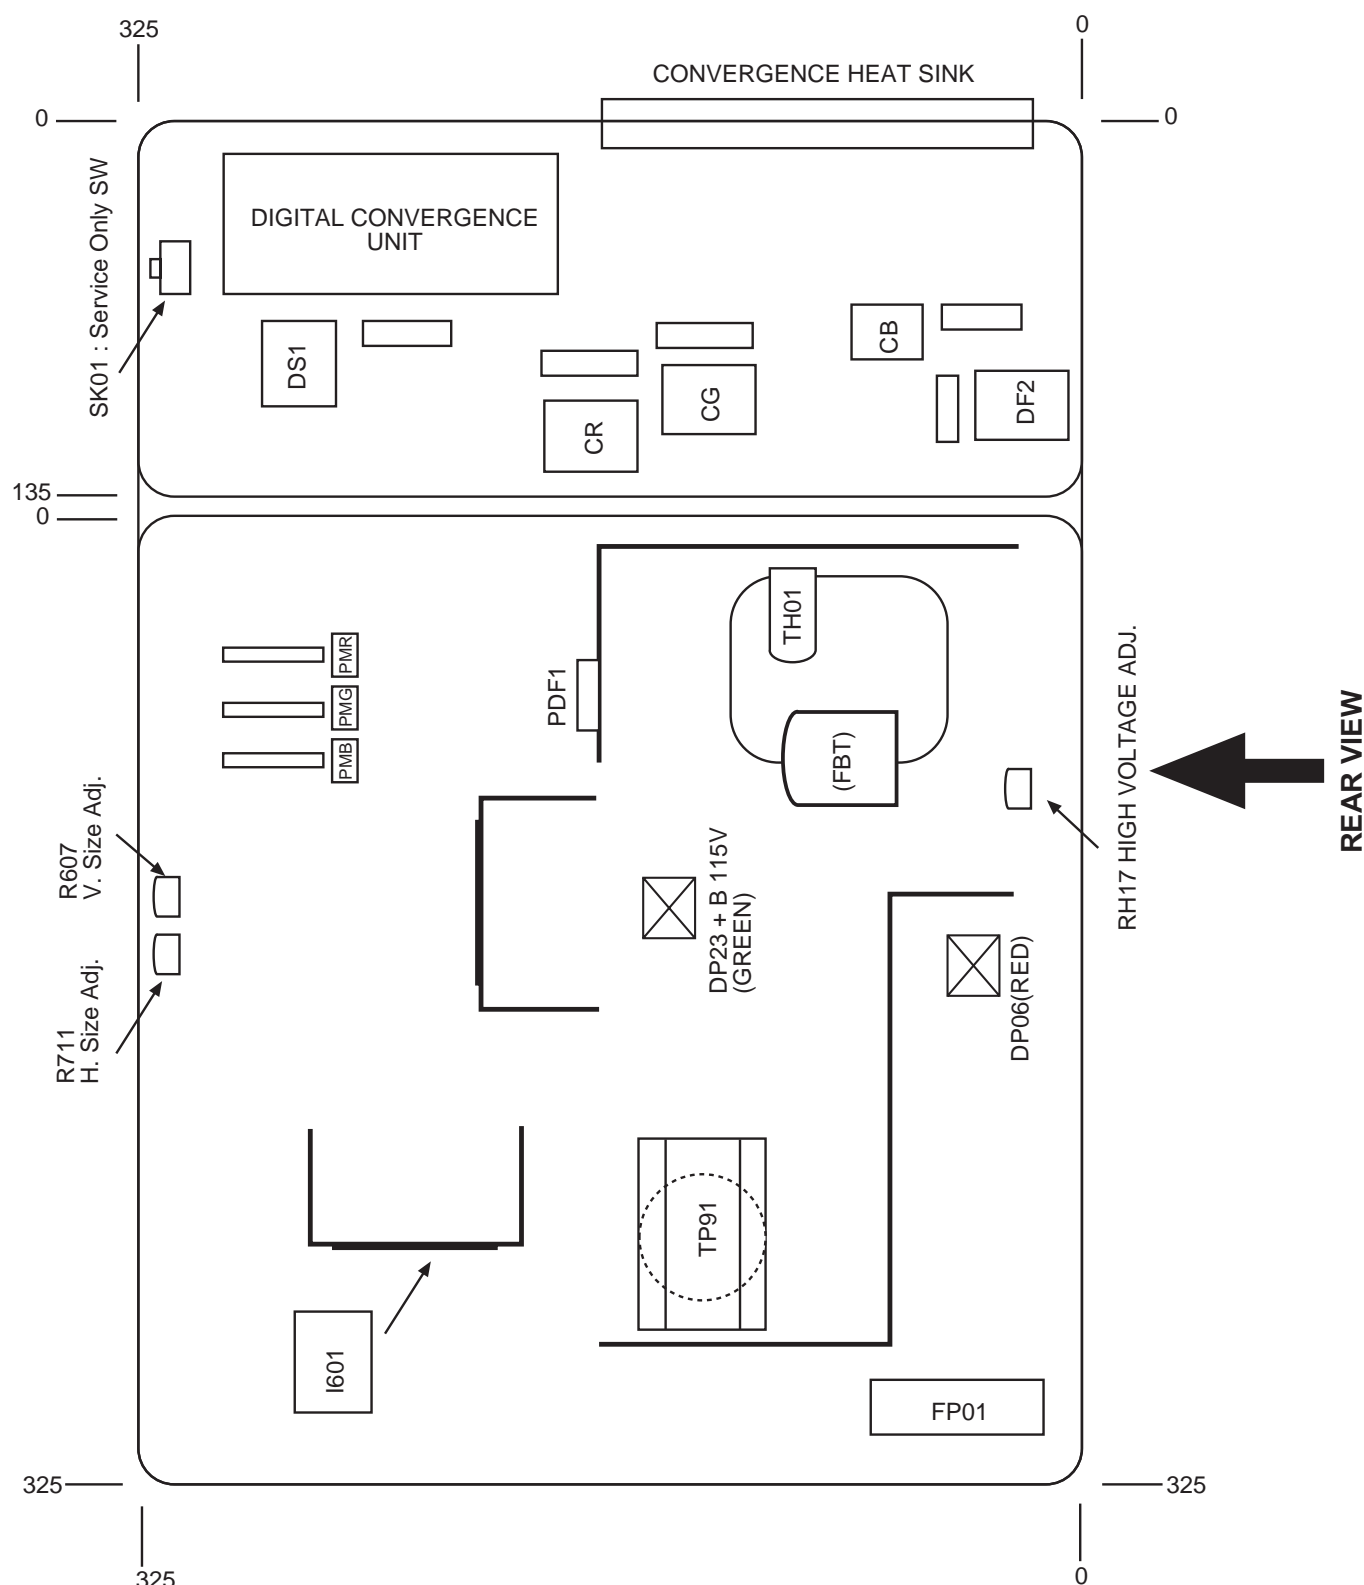 325
0
CONVERGENCE HEAT SINK
0
0
SK01 : Service Only SW
DIGITAL CONVERGENCE
UNIT
DS1
CR
CG
CB
DF2
135
0
PMR
PMG
PMB
PDF1
TH01
(FBT)
RH17 HIGH VOLTAGE ADJ.
REAR VIEW
R607
V. Size Adj.
R711
H. Size Adj.
DP23 + B 115V
(GREEN)
DP06(RED)
TP91
I601
FP01
325
325
325
0